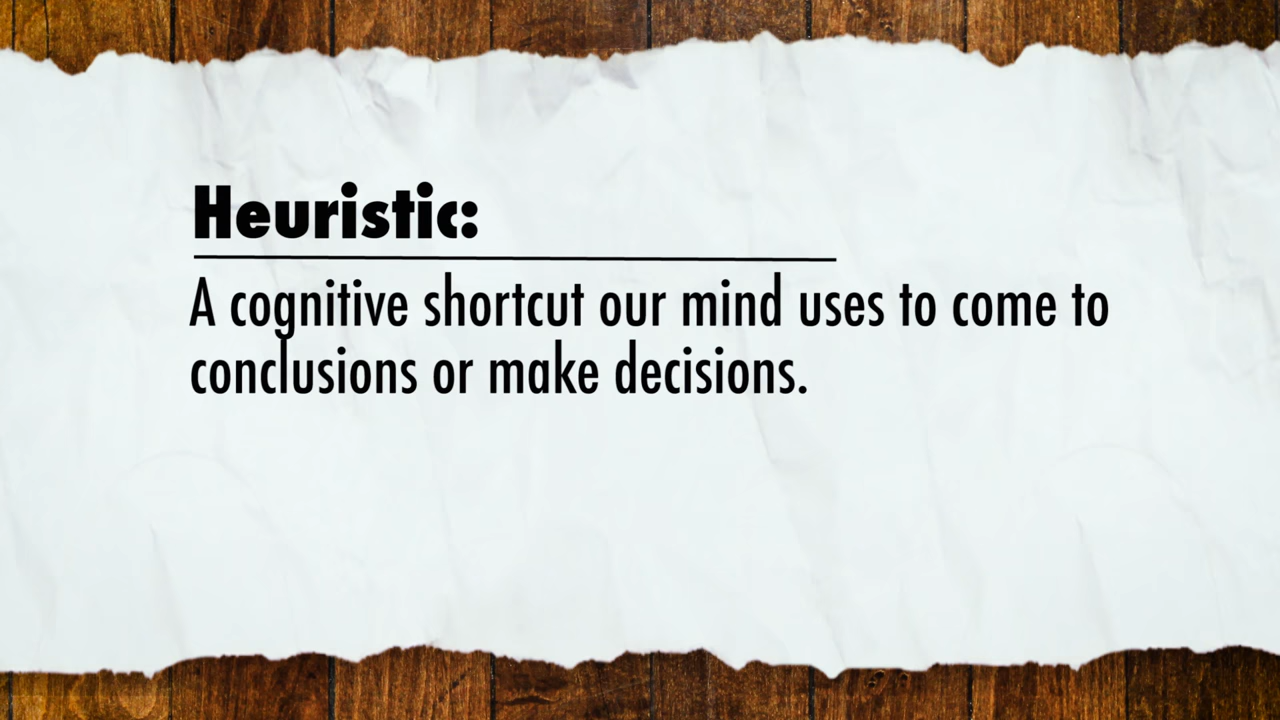 Heuristic:
A cognitive shortcut our mind uses to come to
conclusions or make decisions.